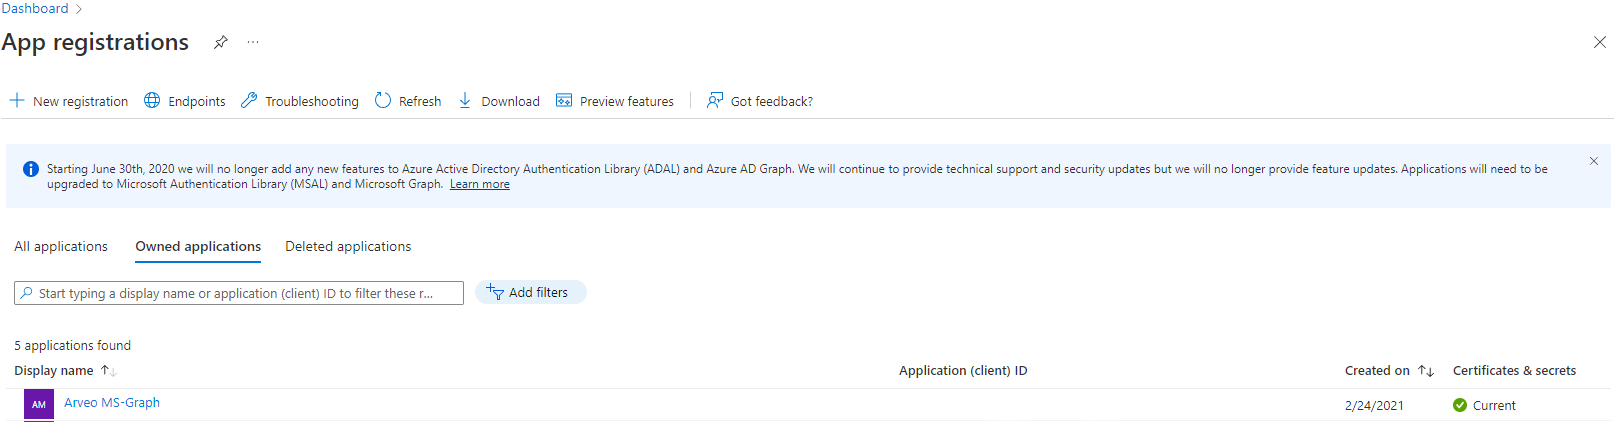 Dashboard
App registrations
New registration Endpoints Troubleshooting Refresh Download Preview features Got feedback?
Starting June 30th, 2020 we will no longer add any new features to Azure Active Directory Authentication Library (ADAL) and Azure AD Graph. We will continue to provide technical support and security updates but we will no longer provide feature updates. Applications will need to be
upgraded to Microsoft Authentication Library (MSAL) and Microsoft Graph. Learn more
All applications Owned applications Deleted applications
Start typing a display name or application (client) ID to filter these r... Add filters
5 applications found
Display name Application (client) ID Created on Certificates & secrets
AM Arveo MS-Graph 2/24/2021 Current